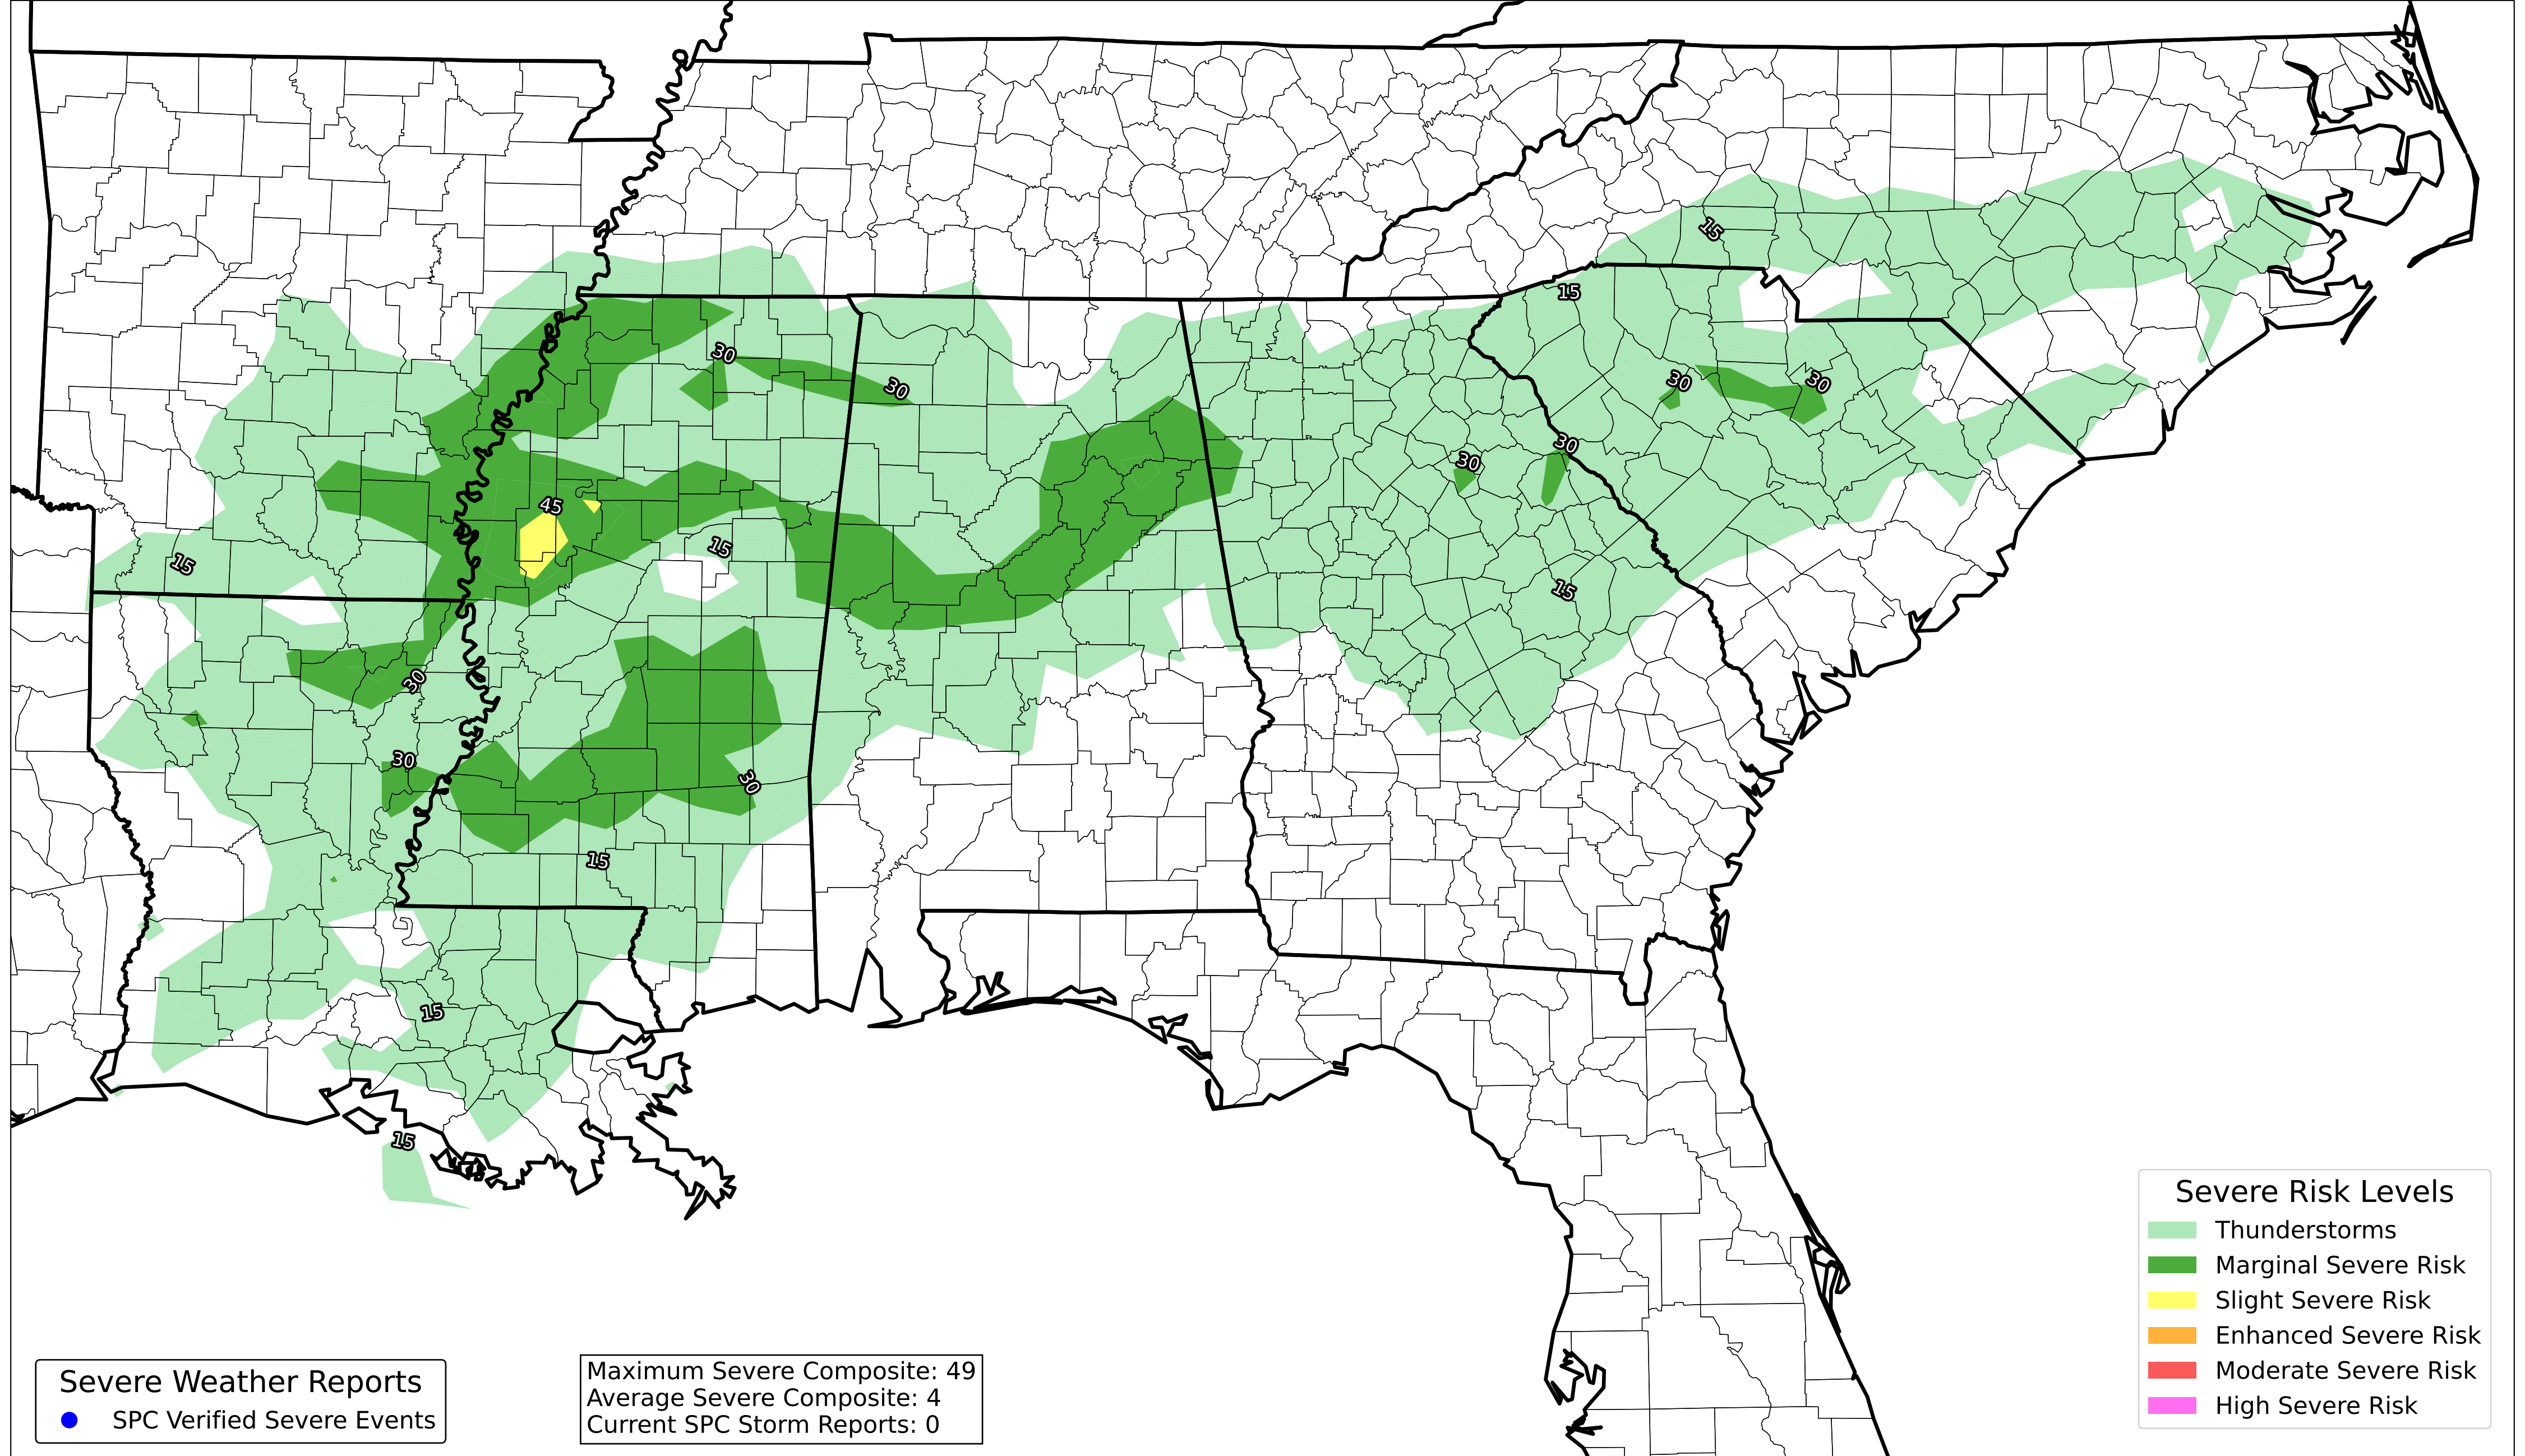 15
15
30
30
30
30
30
30
45
15
15
15
30
30
30
15
15
15
Severe Risk Levels
Thunderstorms
Marginal Severe Risk
Slight Severe Risk
Enhanced Severe Risk
Moderate Severe Risk
High Severe Risk
Severe Weather Reports
SPC Verified Severe Events
Maximum Severe Composite: 49
Average Severe Composite: 4
Current SPC Storm Reports: 0